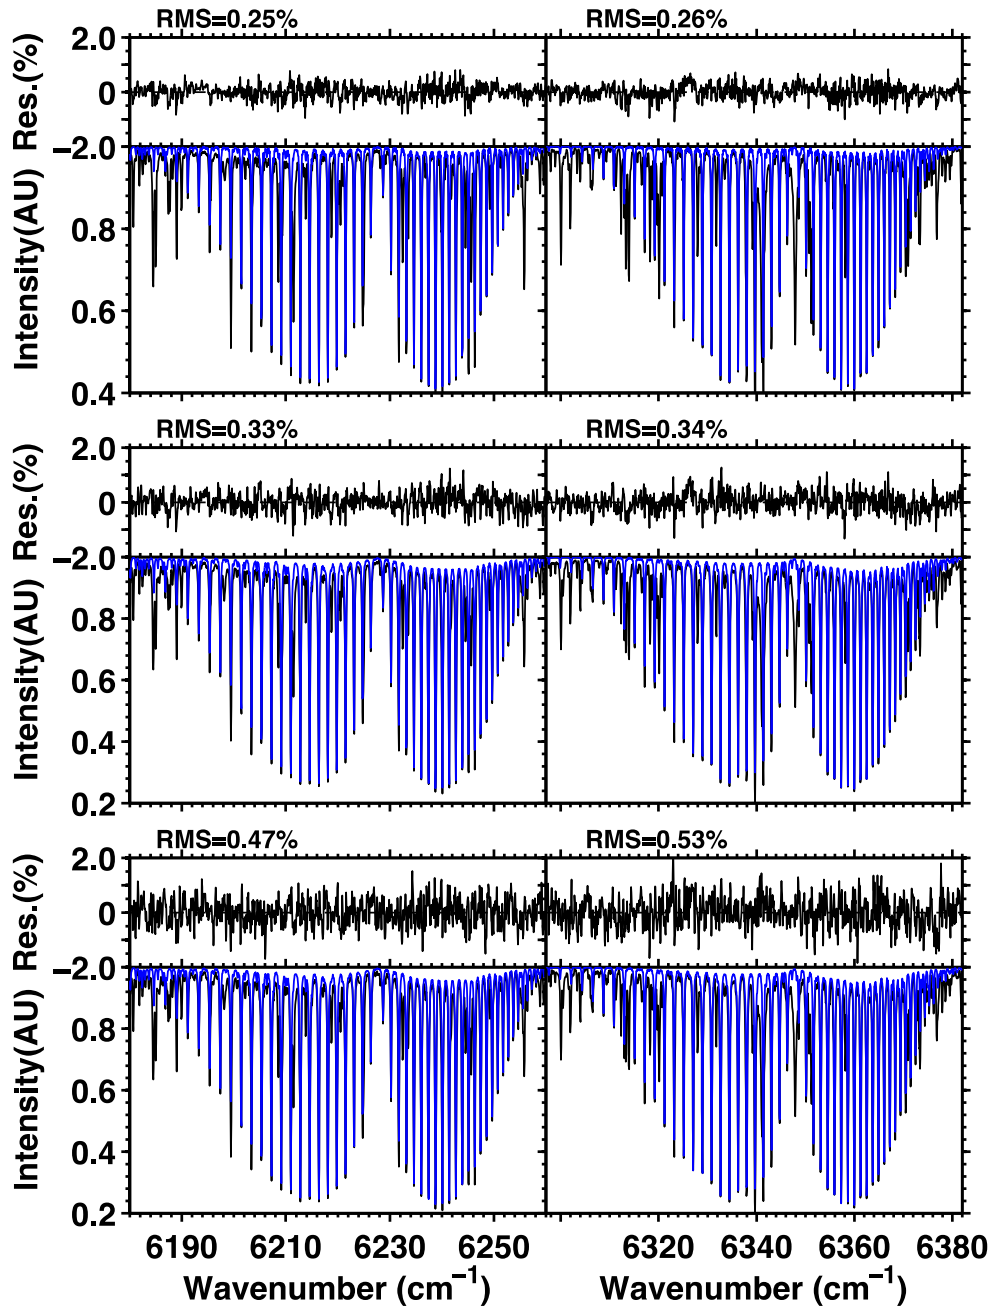 RMS=0.25% RMS=0.26%
2.0
0
−2.0
Res.(%)
0.8
0.6
0.4
Intensity(AU)
RMS=0.33% RMS=0.34%
2.0
0
−2.0
Res.(%)
0.8
0.6
0.4
0.2
Intensity(AU)
RMS=0.47% RMS=0.53%
2.0
0
−2.0
Res.(%)
0.8
0.6
0.4
0.2
Intensity(AU)
6190 6210 6230 6250 6320 6340 6360 6380
Wavenumber (cm⁻¹) Wavenumber (cm⁻¹)